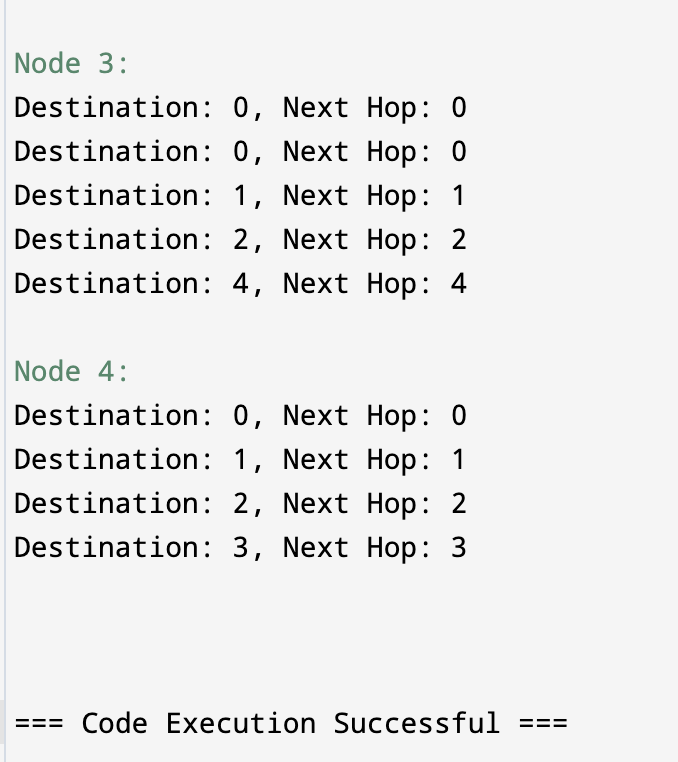 Node 3:
Destination: 0, Next Hop: 0
Destination: 0, Next Hop: 0
Destination: 1, Next Hop: 1
Destination: 2, Next Hop: 2
Destination: 4, Next Hop: 4
Node 4:
Destination: 0, Next Hop: 0
Destination: 1, Next Hop: 1
Destination: 2, Next Hop: 2
Destination: 3, Next Hop: 3
=== Code Execution Successful ===